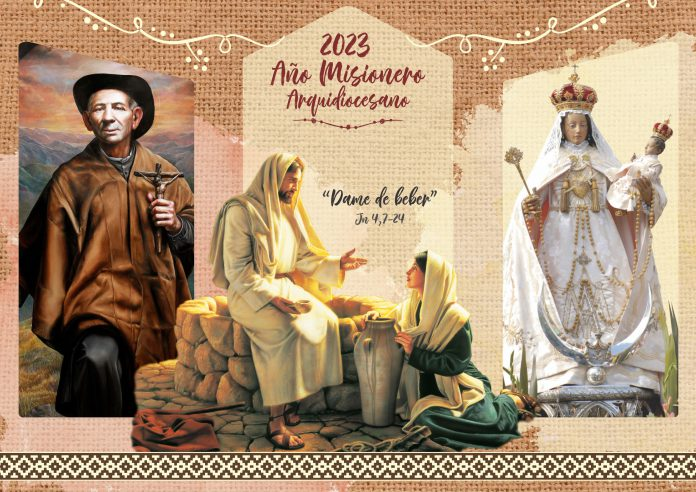 2023
Año Misionero
Arquidiocesano
“Dame de beber”
Jn 4,7-24